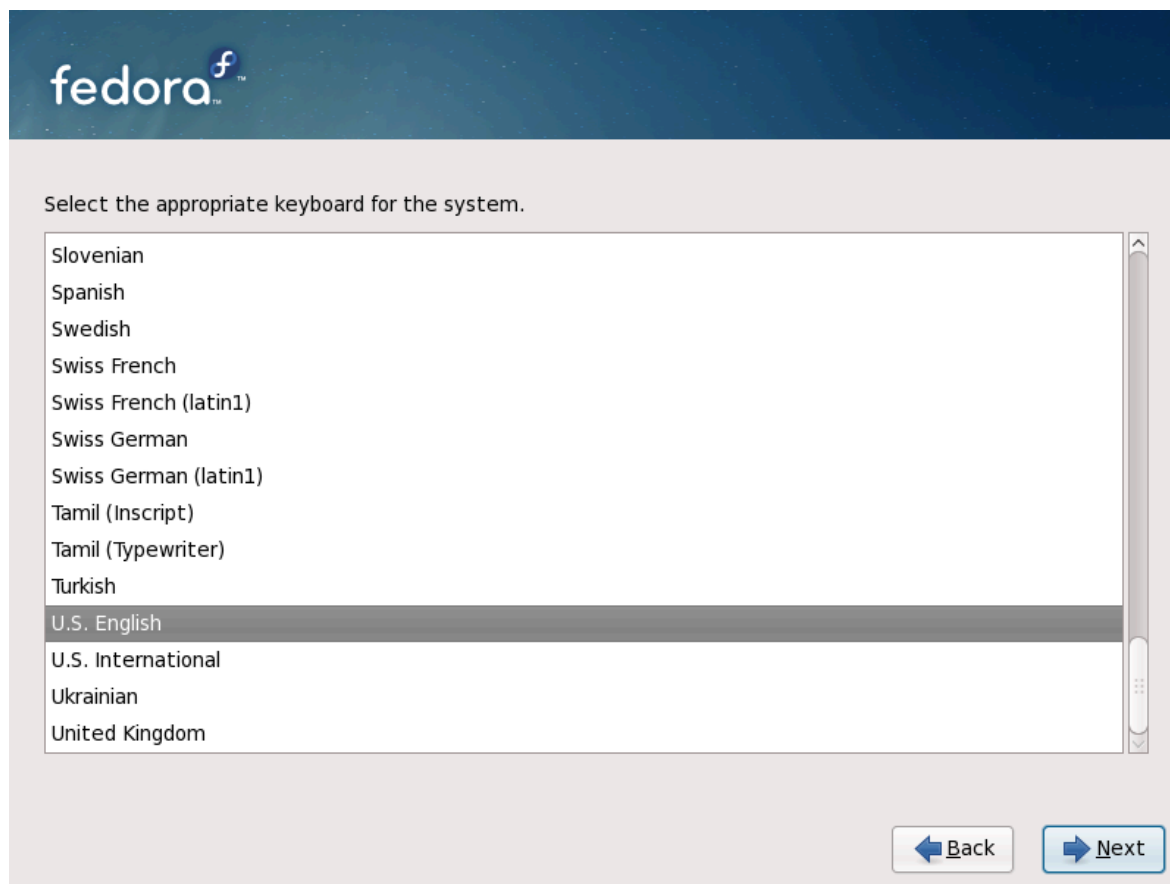 fedora
Select the appropriate keyboard for the system.
Slovenian
Spanish
Swedish
Swiss French
Swiss French (latin1)
Swiss German
Swiss German (latin1)
Tamil (Inscript)
Tamil (Typewriter)
Turkish
U.S. English
U.S. International
Ukrainian
United Kingdom
Back
Next